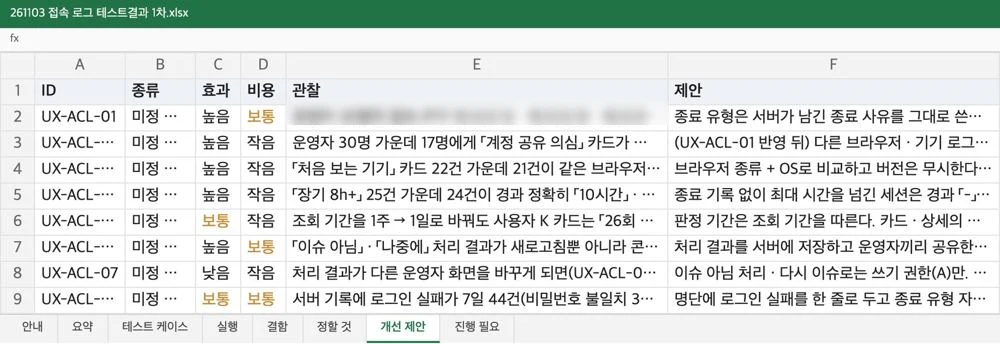 261103 접속 로그 테스트결과 1차.xlsx
fx
A B C D E F
1 ID 종류 효과 비용 관찰 제안
2 UX-ACL-01 미정 … 높음 보통 종료 유형은 서버가 남긴 종료 사유를 그대로 쓴…
3 UX-ACL-… 미정 … 높음 작음 운영자 30명 가운데 17명에게 「계정 공유 의심」 카드가 … (UX-ACL-01 반영 뒤) 다른 브라우저 · 기기 로그…
4 UX-ACL-… 미정 … 높음 작음 「처음 보는 기기」 카드 22건 가운데 21건이 같은 브라우저… 브라우저 종류 + OS로 비교하고 버전은 무시한다…
5 UX-ACL-… 미정 … 높음 작음 「장기 8h+」 25건 가운데 24건이 경과 정확히 「10시간」 · … 종료 기록 없이 최대 시간을 넘긴 세션은 경과 「-」…
6 UX-ACL-… 미정 … 보통 작음 조회 기간을 1주 → 1일로 바꿔도 사용자 K 카드는 「26회 … 판정 기간은 조회 기간을 따른다. 카드 · 상세의 …
7 UX-ACL-… 미정 … 높음 보통 「이슈 아님」 · 「나중에」 처리 결과가 새로고침뿐 아니라 콘… 처리 결과를 서버에 저장하고 운영자끼리 공유한…
8 UX-ACL-07 미정 … 낮음 작음 처리 결과가 다른 운영자 화면을 바꾸게 되면(UX-ACL-0… 이슈 아님 처리 · 다시 이슈로는 쓰기 권한(A)만. …
9 UX-ACL-… 미정 … 보통 보통 서버 기록에 로그인 실패가 7일 44건(비밀번호 불일치 3… 명단에 로그인 실패를 한 줄로 두고 종료 유형 자…
안내 요약 테스트 케이스 실행 결함 정할 것 개선 제안 진행 필요